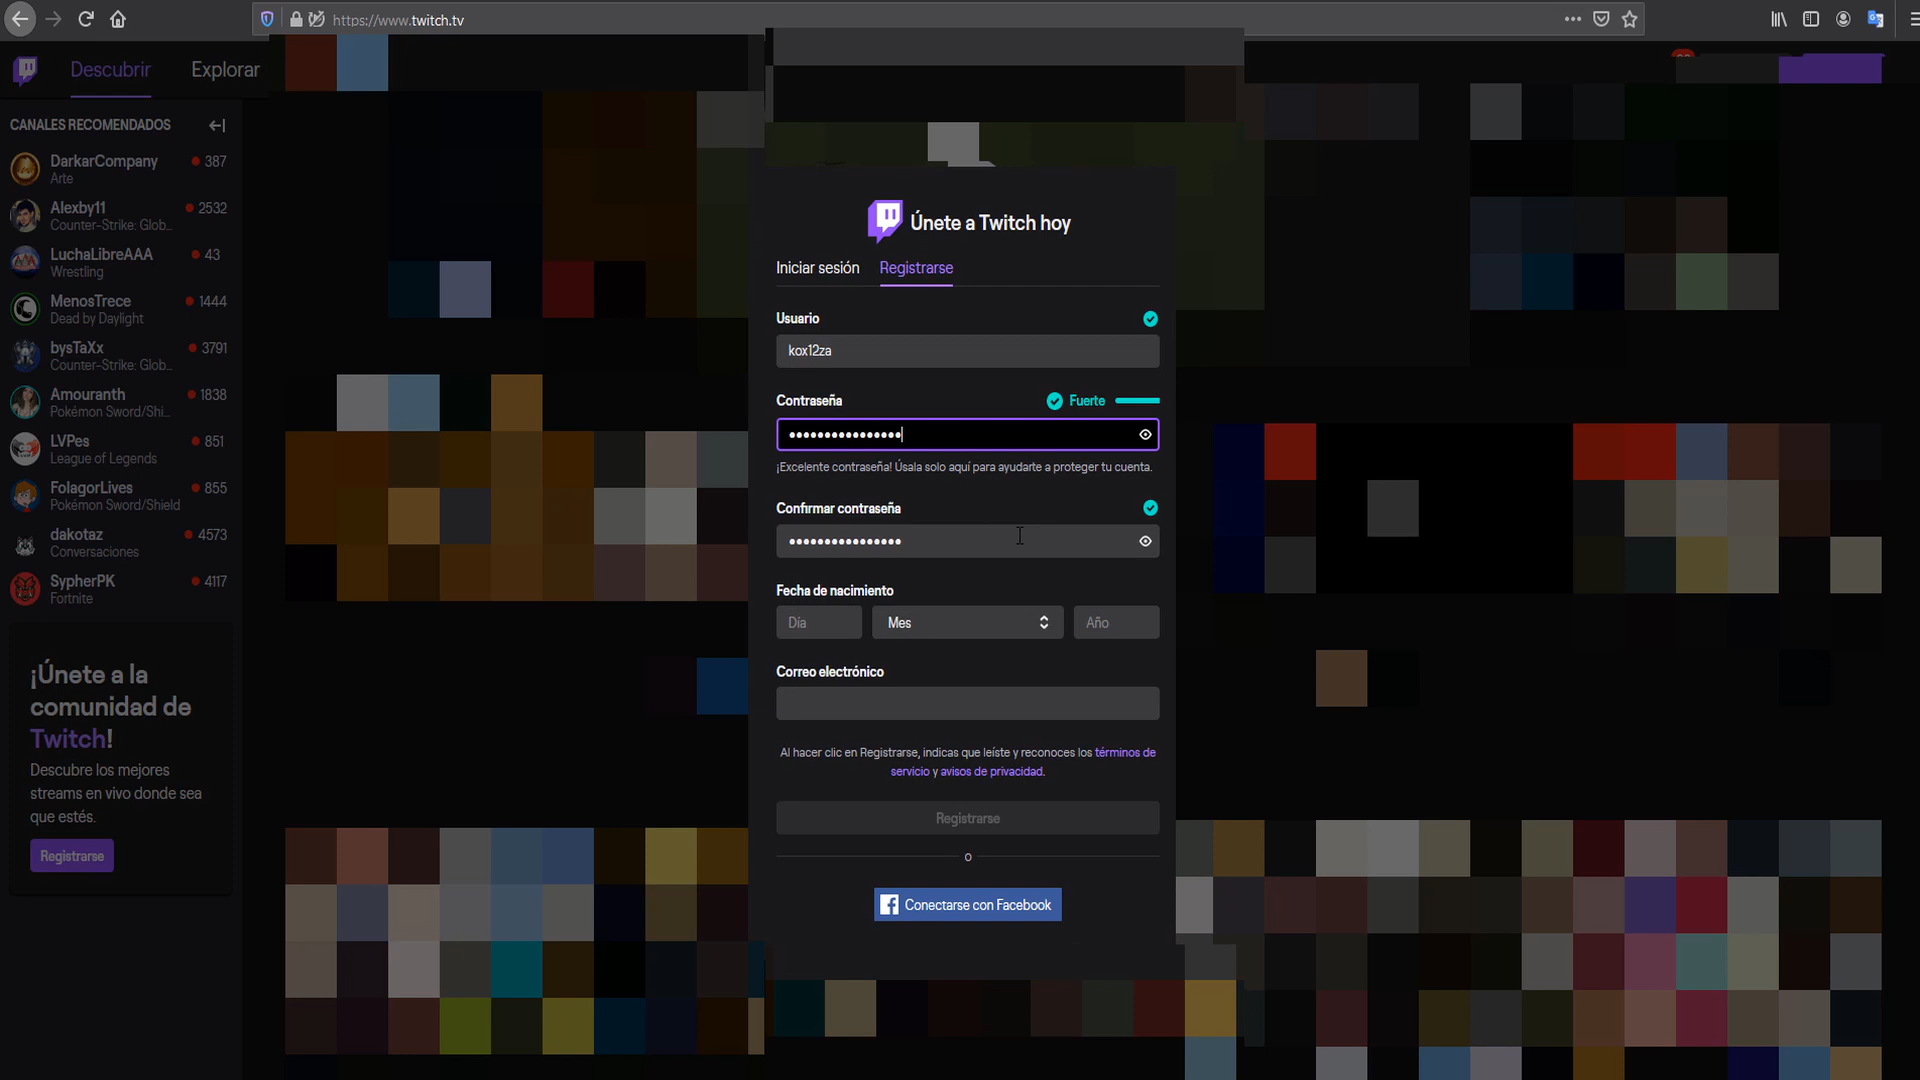 https://www.twitch.tv
Descubrir
Explorar
CANALES RECOMENDADOS
DarkarCompany
387
Arte
Alexby11
2532
Counter-Strike: Glob...
LuchaLibreAAA
43
Wrestling
MenosTrece
1444
Dead by Daylight
bysTaXx
3791
Counter-Strike: Glob...
Amouranth
1838
Pokémon Sword/Shi...
LVPes
851
League of Legends
FolagorLives
855
Pokémon Sword/Shield
dakotaz
4573
Conversaciones
SypherPK
4117
Fortnite
¡Únete a la
comunidad de
Twitch!
Descubre los mejores
streams en vivo donde sea
que estés.
Registrarse
Únete a Twitch hoy
Iniciar sesión
Registrarse
Usuario
kox12za
Contraseña
Fuerte
••••••••••••••••
¡Excelente contraseña! Úsala solo aquí para ayudarte a proteger tu cuenta.
Confirmar contraseña
••••••••••••••••
Fecha de nacimiento
Día
Mes
Año
Correo electrónico
Al hacer clic en Registrarse, indicas que leíste y reconoces los términos de
servicio y avisos de privacidad.
Registrarse
o
Conectarse con Facebook